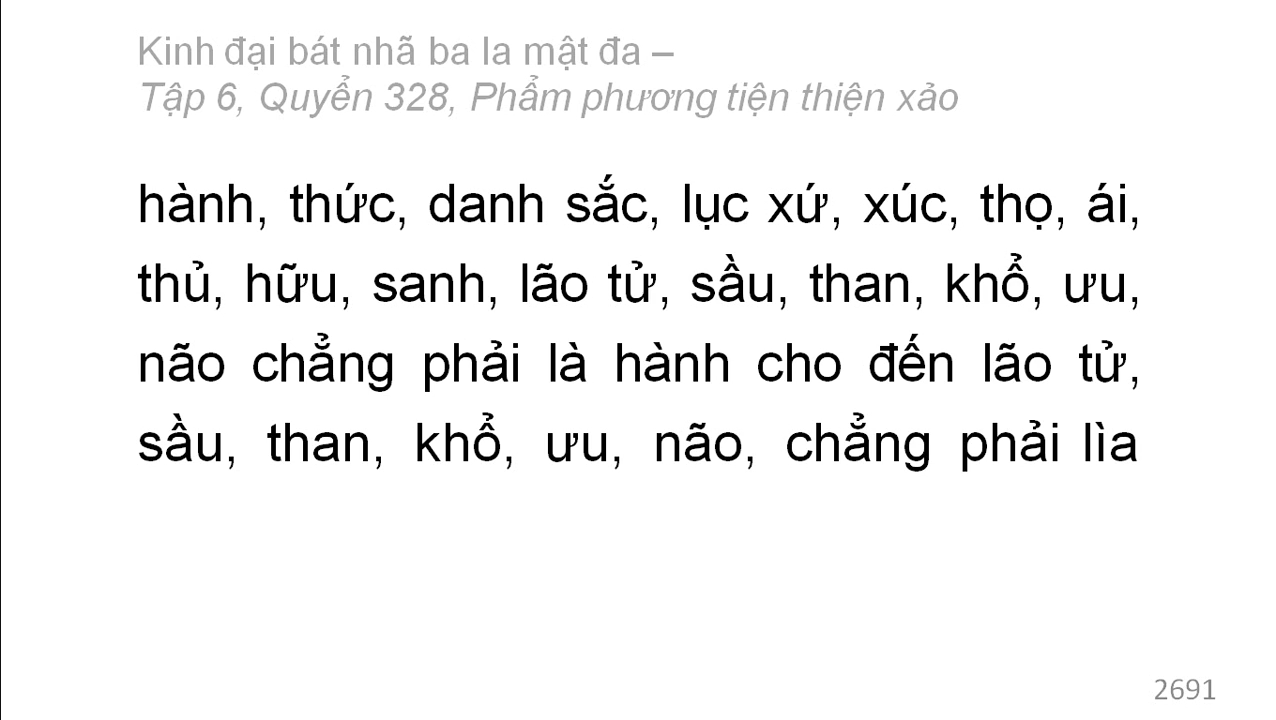 Kinh đại bát nhã ba la mật đa –
Tập 6, Quyển 328, Phẩm phương tiện thiện xảo
hành, thức, danh sắc, lục xứ, xúc, thọ, ái,
thủ, hữu, sanh, lão tử, sầu, than, khổ, ưu,
não chẳng phải là hành cho đến lão tử,
sầu, than, khổ, ưu, não, chẳng phải lìa
2691